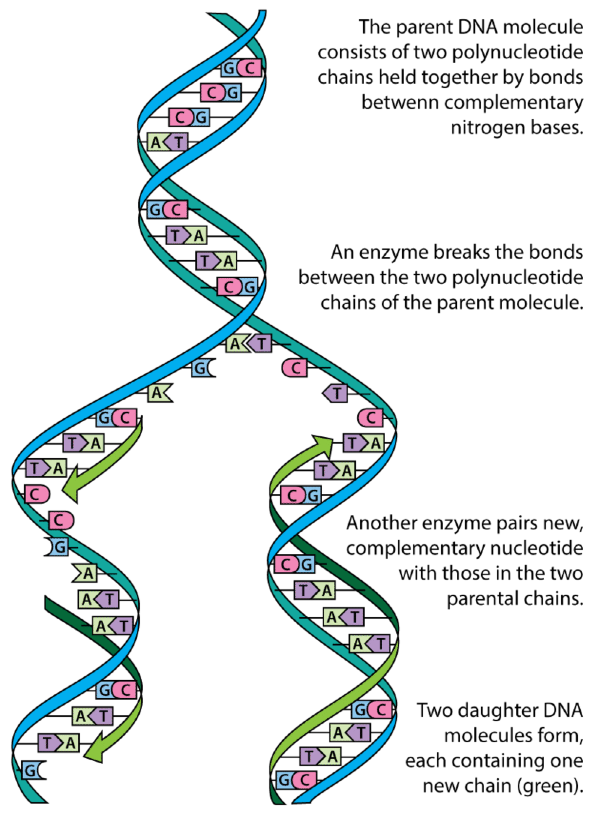 The parent DNA molecule
consists of two polynucleotide
chains held together by bonds
betwenn complementary
nitrogen bases.
G C
C G
C G
A T
G C
T A
T A
C G
An enzyme breaks the bonds
between the two polynucleotide
chains of the parent molecule.
A T
G C
A T
G C C
T A T A
T A T A
C C G
C
G
Another enzyme pairs new,
complementary nucleotide
with those in the two
parental chains.
C G
A T A
A T A T
A T A T
G C
Two daughter DNA
molecules form,
each containing one
new chain (green).
G C
A T A T
T A T A
G G C